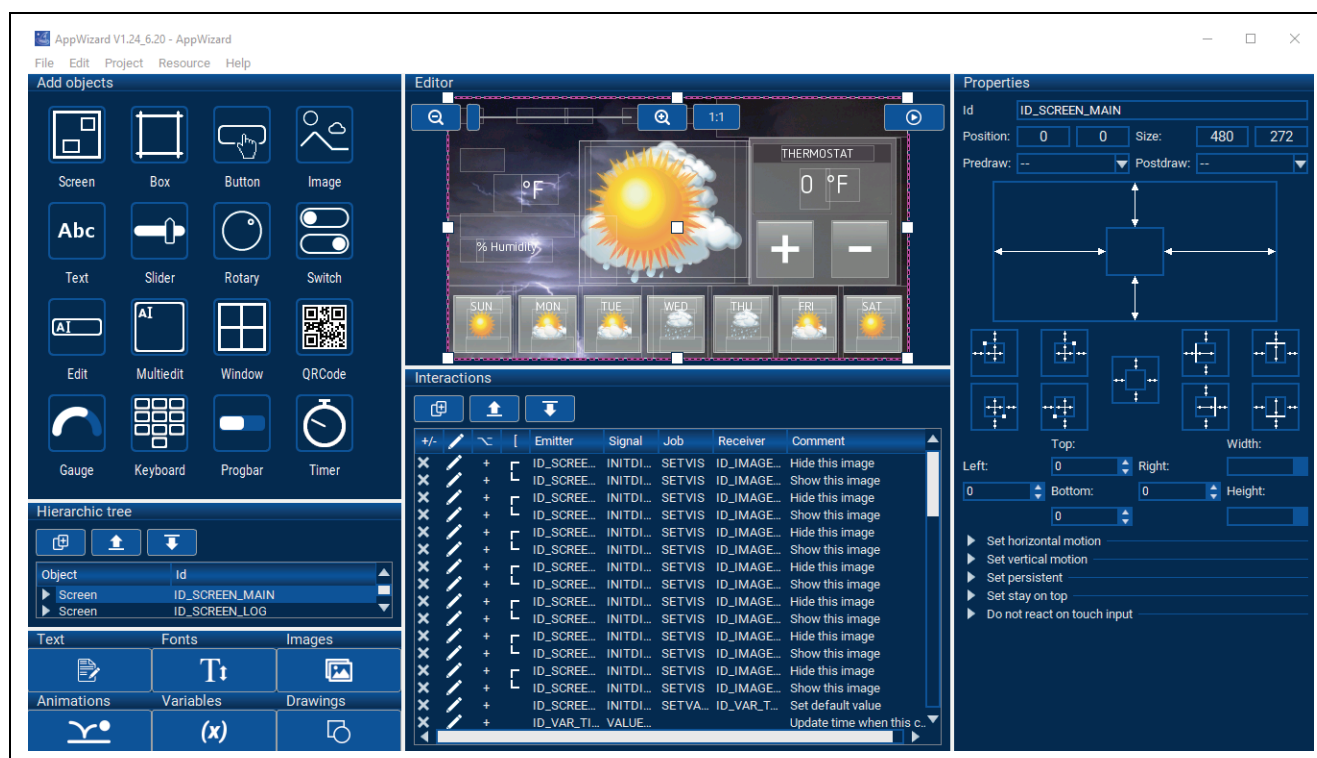 AppWizard V1.24_6.20 - AppWizard
File Edit Project Resource Help
Add objects
Screen Box Button Image
Abc
Text Slider Rotary Switch
AI AI
Edit Multiedit Window QRCode
Gauge Keyboard Progbar Timer
Hierarchic tree
Object Id
Screen ID_SCREEN_MAIN
Screen ID_SCREEN_LOG
Text Fonts Images
T
Animations Variables Drawings
(x)
Editor
1:1
THERMOSTAT
°F 0 °F
% Humidity
+ −
SUN MON TUE WED THU FRI SAT
Interactions
+/- [ Emitter Signal Job Receiver Comment
+ ID_SCREE... INITDI... SETVIS ID_IMAGE... Hide this image
+ ID_SCREE... INITDI... SETVIS ID_IMAGE... Show this image
+ ID_SCREE... INITDI... SETVIS ID_IMAGE... Hide this image
+ ID_SCREE... INITDI... SETVIS ID_IMAGE... Show this image
+ ID_SCREE... INITDI... SETVIS ID_IMAGE... Hide this image
+ ID_SCREE... INITDI... SETVIS ID_IMAGE... Show this image
+ ID_SCREE... INITDI... SETVIS ID_IMAGE... Hide this image
+ ID_SCREE... INITDI... SETVIS ID_IMAGE... Show this image
+ ID_SCREE... INITDI... SETVIS ID_IMAGE... Hide this image
+ ID_SCREE... INITDI... SETVIS ID_IMAGE... Show this image
+ ID_SCREE... INITDI... SETVIS ID_IMAGE... Hide this image
+ ID_SCREE... INITDI... SETVIS ID_IMAGE... Show this image
+ ID_SCREE... INITDI... SETVIS ID_IMAGE... Hide this image
+ ID_SCREE... INITDI... SETVIS ID_IMAGE... Show this image
+ ID_SCREE... INITDI... SETVA... ID_VAR_T... Set default value
+ ID_VAR_TI... VALUE... Update time when this c..
Properties
Id ID_SCREEN_MAIN
Position: 0 0 Size: 480 272
Predraw: -- Postdraw: --
Top: Width:
Left: 0 Right:
0 Bottom: 0 Height:
0
Set horizontal motion
Set vertical motion
Set persistent
Set stay on top
Do not react on touch input